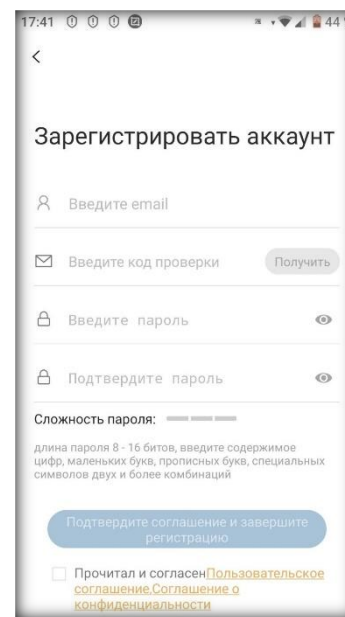 17:41 44
Зарегистрировать аккаунт
Введите email
Введите код проверки Получить
Введите пароль
Подтвердите пароль
Сложность пароля:
длина пароля 8 - 16 битов, введите содержимое
цифр, маленьких букв, прописных букв, специальных
символов двух и более комбинаций
Подтвердите соглашение и завершите
регистрацию
Прочитал и согласенПользовательское
соглашение,Соглашение о
конфиденциальности